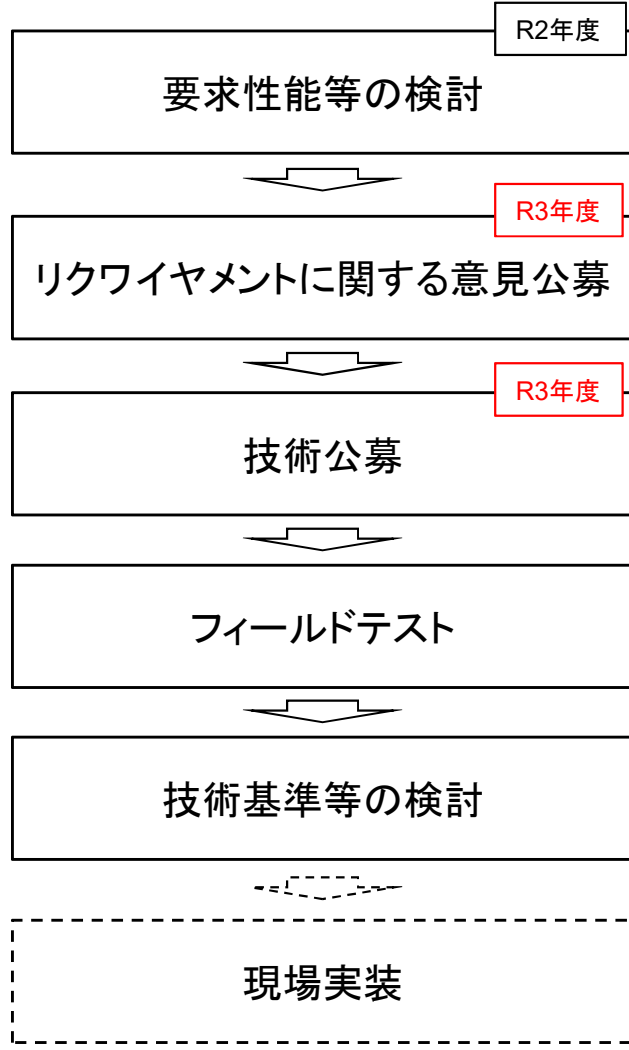 R2年度
要求性能等の検討
R3年度
リクワイヤメントに関する意見公募
R3年度
技術公募
フィールドテスト
技術基準等の検討
現場実装